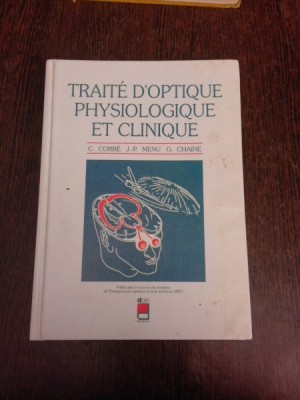 TRAITÉ D'OPTIQUE
PHYSIOLOGIQUE
ET CLINIQUE
C. CORBÉ J.-P. MENU G. CHAINE
doin